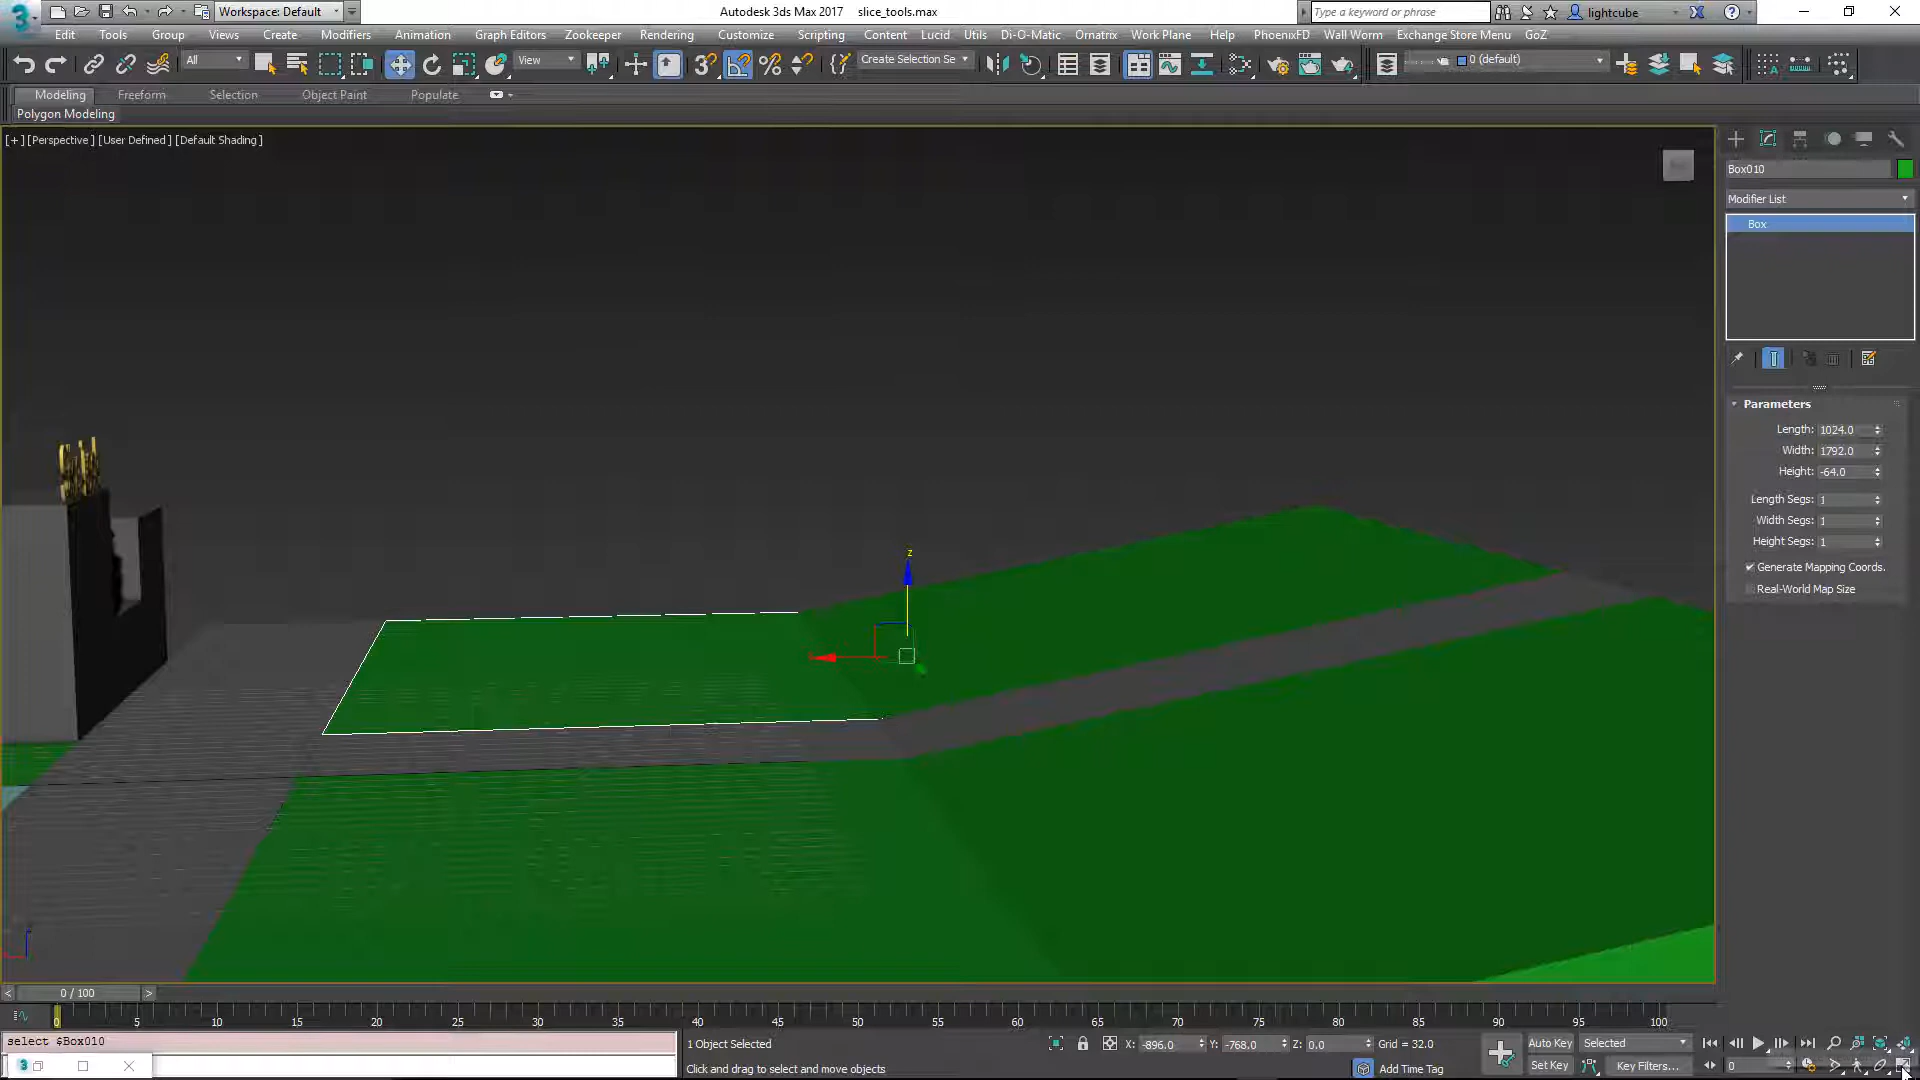 3 Workspace: Default Autodesk 3ds Max 2017 slice_tools.max Type a keyword or phrase lightcube
Edit Tools Group Views Create Modifiers Animation Graph Editors Zookeeper Rendering Customize Scripting Content Lucid Utils Di-O-Matic Ornatrix Work Plane Help PhoenixFD Wall Worm Exchange Store Menu GoZ
All View 3 Create Selection Se 0 (default)
Modeling Freeform Selection Object Paint Populate
Polygon Modeling
[+] [Perspective] [User Defined] [Default Shading]
Box010
Modifier List
Box
Parameters
Length: 1024.0
Width: 1792.0
Height: -64.0
Length Segs: 1
Width Segs: 1
Height Segs: 1
Generate Mapping Coords.
Real-World Map Size
z
< 0 / 100 >
0 5 10 15 20 25 30 35 40 45 50 55 60 65 70 75 80 85 90 95 100
select $Box010 1 Object Selected X: -896.0 Y: -768.0 Z: 0.0 Grid = 32.0 Auto Key Selected
3 Click and drag to select and move objects Add Time Tag Set Key Key Filters... 0